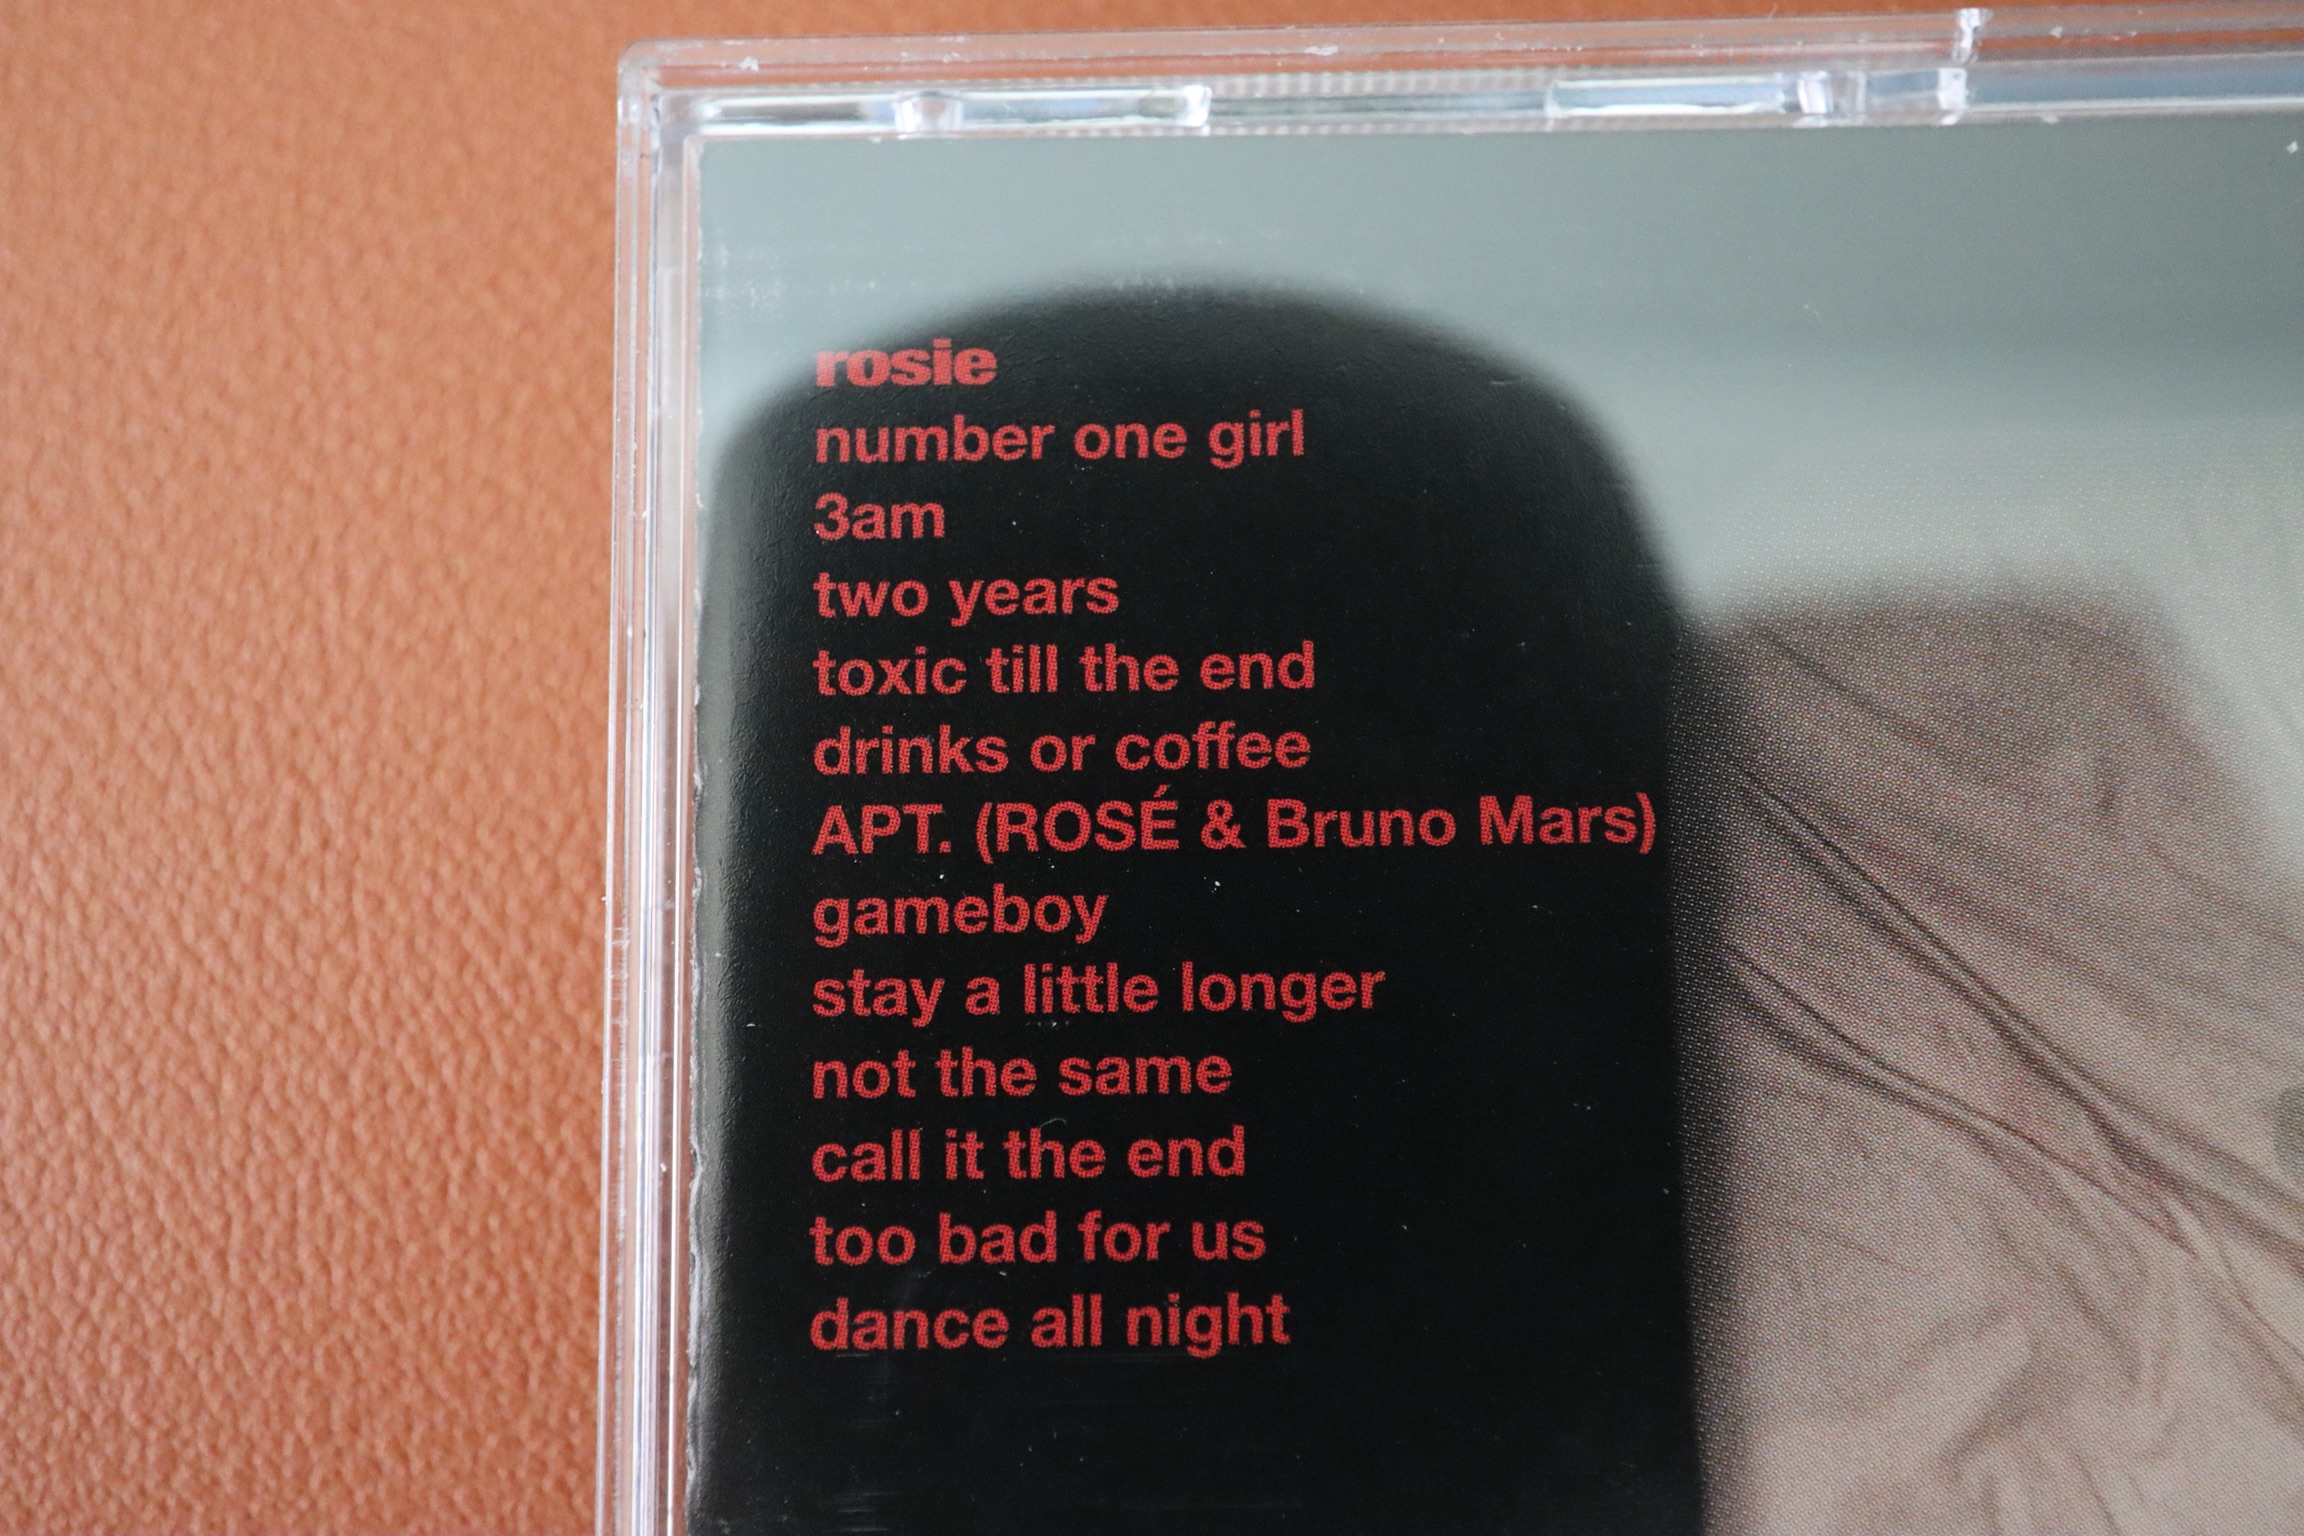 rosie
number one girl
3am
two years
toxic till the end
drinks or coffee
APT. (ROSÉ & Bruno Mars)
gameboy
stay a little longer
not the same
call it the end
too bad for us
dance all night